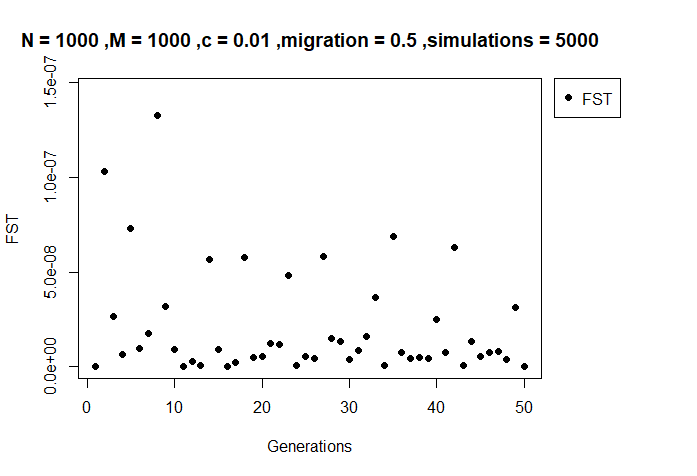 N = 1000 ,M = 1000 ,c = 0.01 ,migration = 0.5 ,simulations = 5000
FST
1.5e-07
1.0e-07
5.0e-08
0.0e+00
FST
0 10 20 30 40 50
Generations